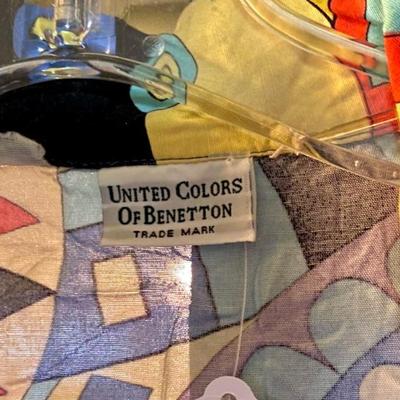 UNITED COLORS
OF BENETTON
TRADE MARK